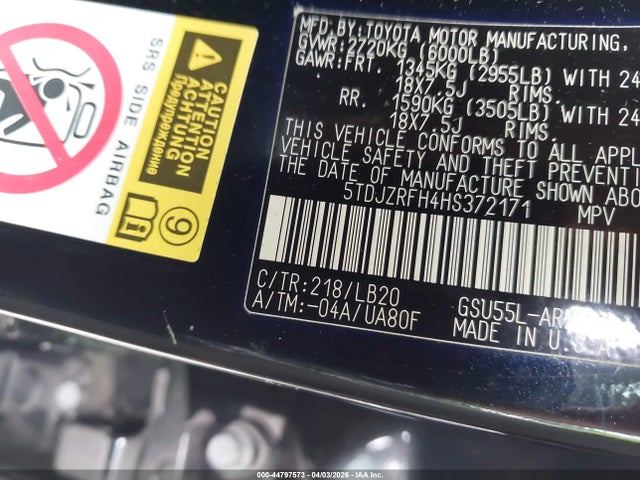 SRS SIDE AIRBAG
CAUTION
ATTENTION
ACHTUNG
Предупреждение
9
MFD.BY:TOYOTA MOTOR MANUFACTURING,
GVWR:2720KG (6000LB)
GAWR:FRT. 1345KG (2955LB) WITH 24
18X7.5J RIMS.
RR. 1590KG (3505LB) WITH 24
18X7.5J RIMS.
THIS VEHICLE CONFORMS TO ALL APPL
VEHICLE SAFETY AND THEFT PREVENTI
THE DATE OF MANUFACTURE SHOWN ABO
5TDJZRFH4HS372171 MPV
C/TR:218/LB20 GSU55L-AR
A/TM:-04A/UA80F MADE IN U.S
000-44797573 - 04/03/2026 - IAA Inc.